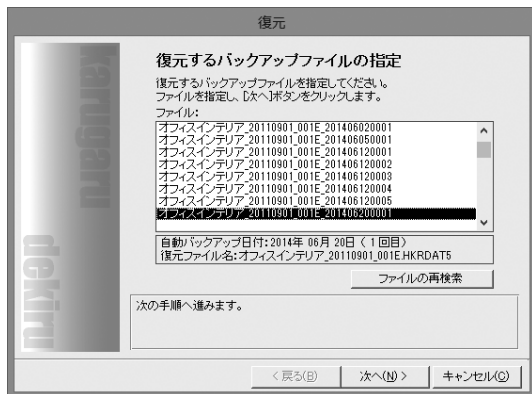 復元
karugaru
dekiru
復元するバックアップファイルの指定
復元するバックアップファイルを指定してください。
ファイルを指定し、[次へ]ボタンをクリックします。
ファイル:
オフィスインテリア_20110901_001E_201406020001
オフィスインテリア_20110901_001E_201406050001
オフィスインテリア_20110901_001E_201406120001
オフィスインテリア_20110901_001E_201406120002
オフィスインテリア_20110901_001E_201406120003
オフィスインテリア_20110901_001E_201406120004
オフィスインテリア_20110901_001E_201406120005
オフィスインテリア_20110901_001E_201406200001
自動バックアップ日付:2014年 06月 20日 ( 1回目)
復元ファイル名:オフィスインテリア_20110901_001E.HKRDAT5
ファイルの再検索
次の手順へ進みます。
< 戻る(B)
次へ(N) >
キャンセル(C)